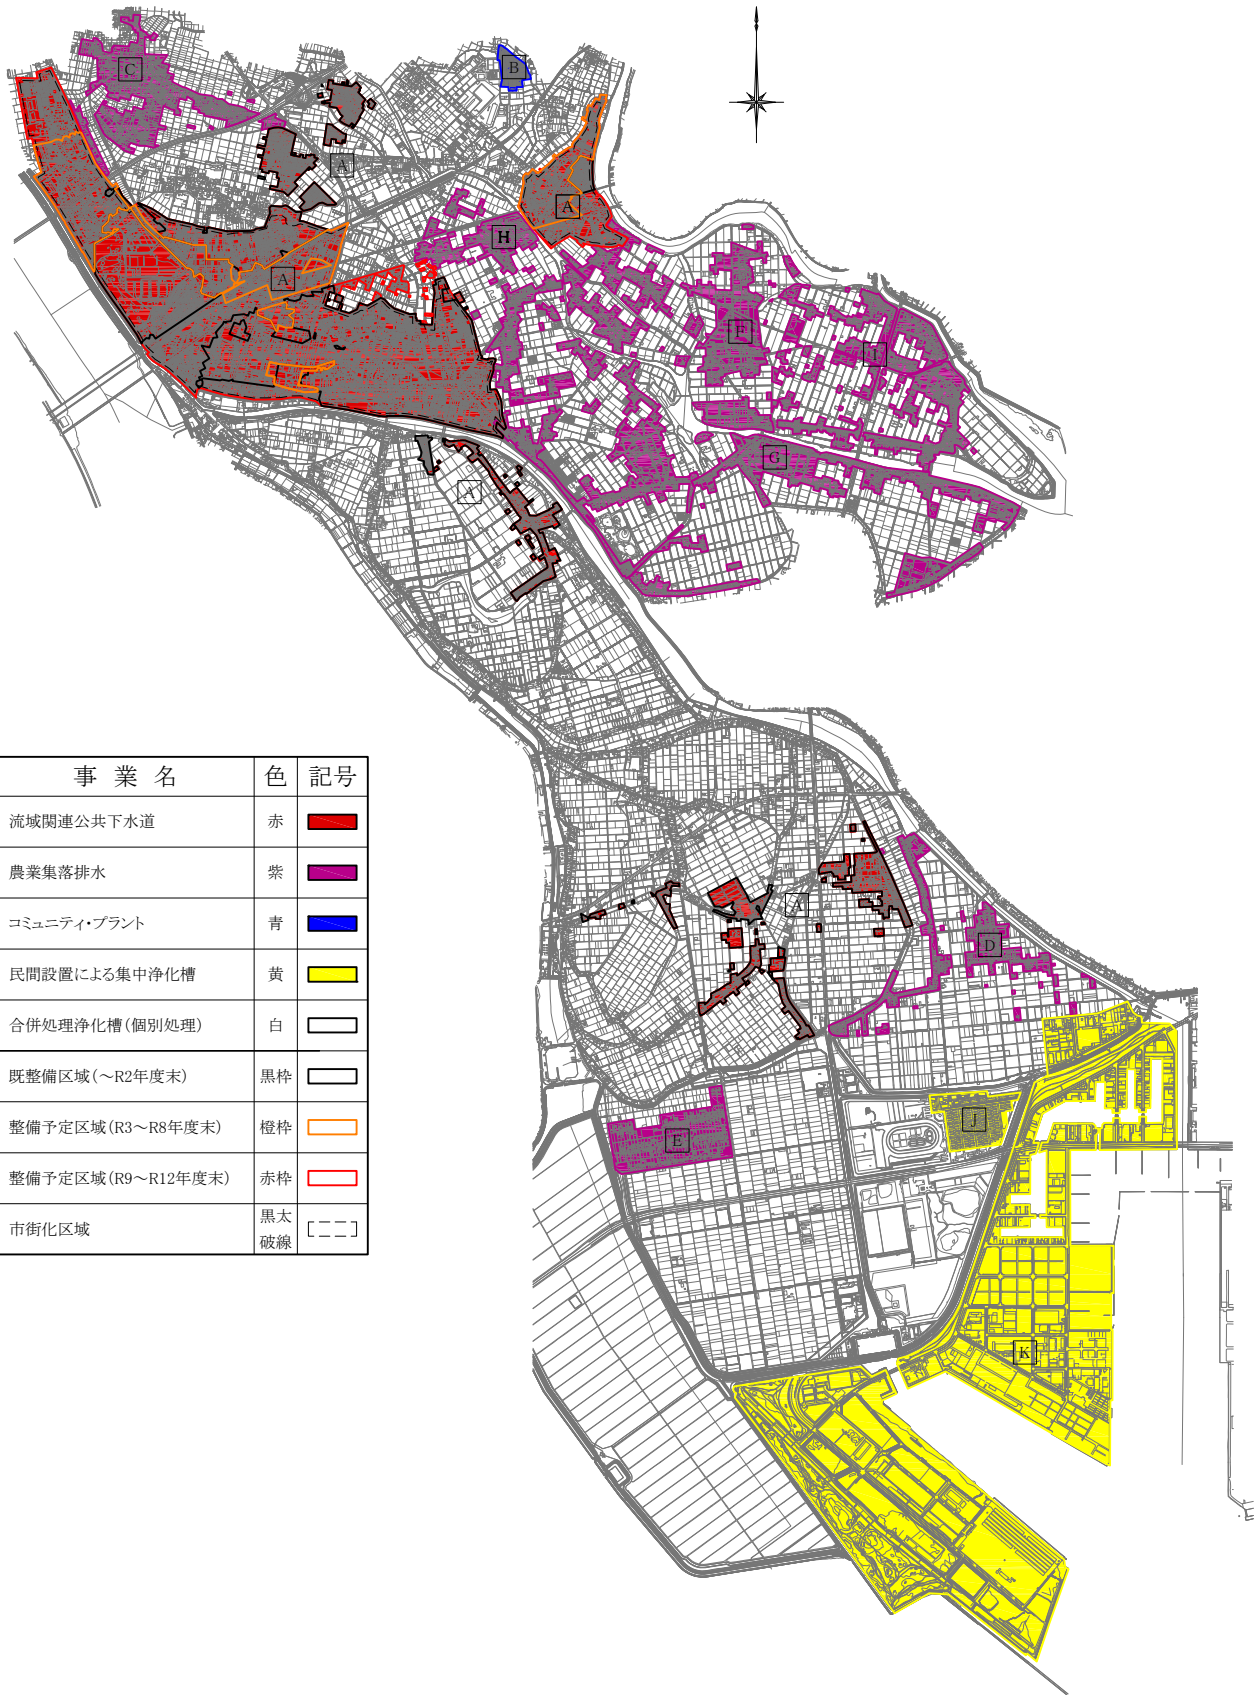 C
B
A
A
H
A
F
I
G
A
A
D
J
E
K
事業名 色 記号
流域関連公共下水道 赤
農業集落排水 紫
コミュニティ・プラント 青
民間設置による集中浄化槽 黄
合併処理浄化槽(個別処理) 白
既整備区域(～R2年度末) 黒枠
整備予定区域(R3～R8年度末) 橙枠
整備予定区域(R9～R12年度末) 赤枠
市街化区域 黒太
破線